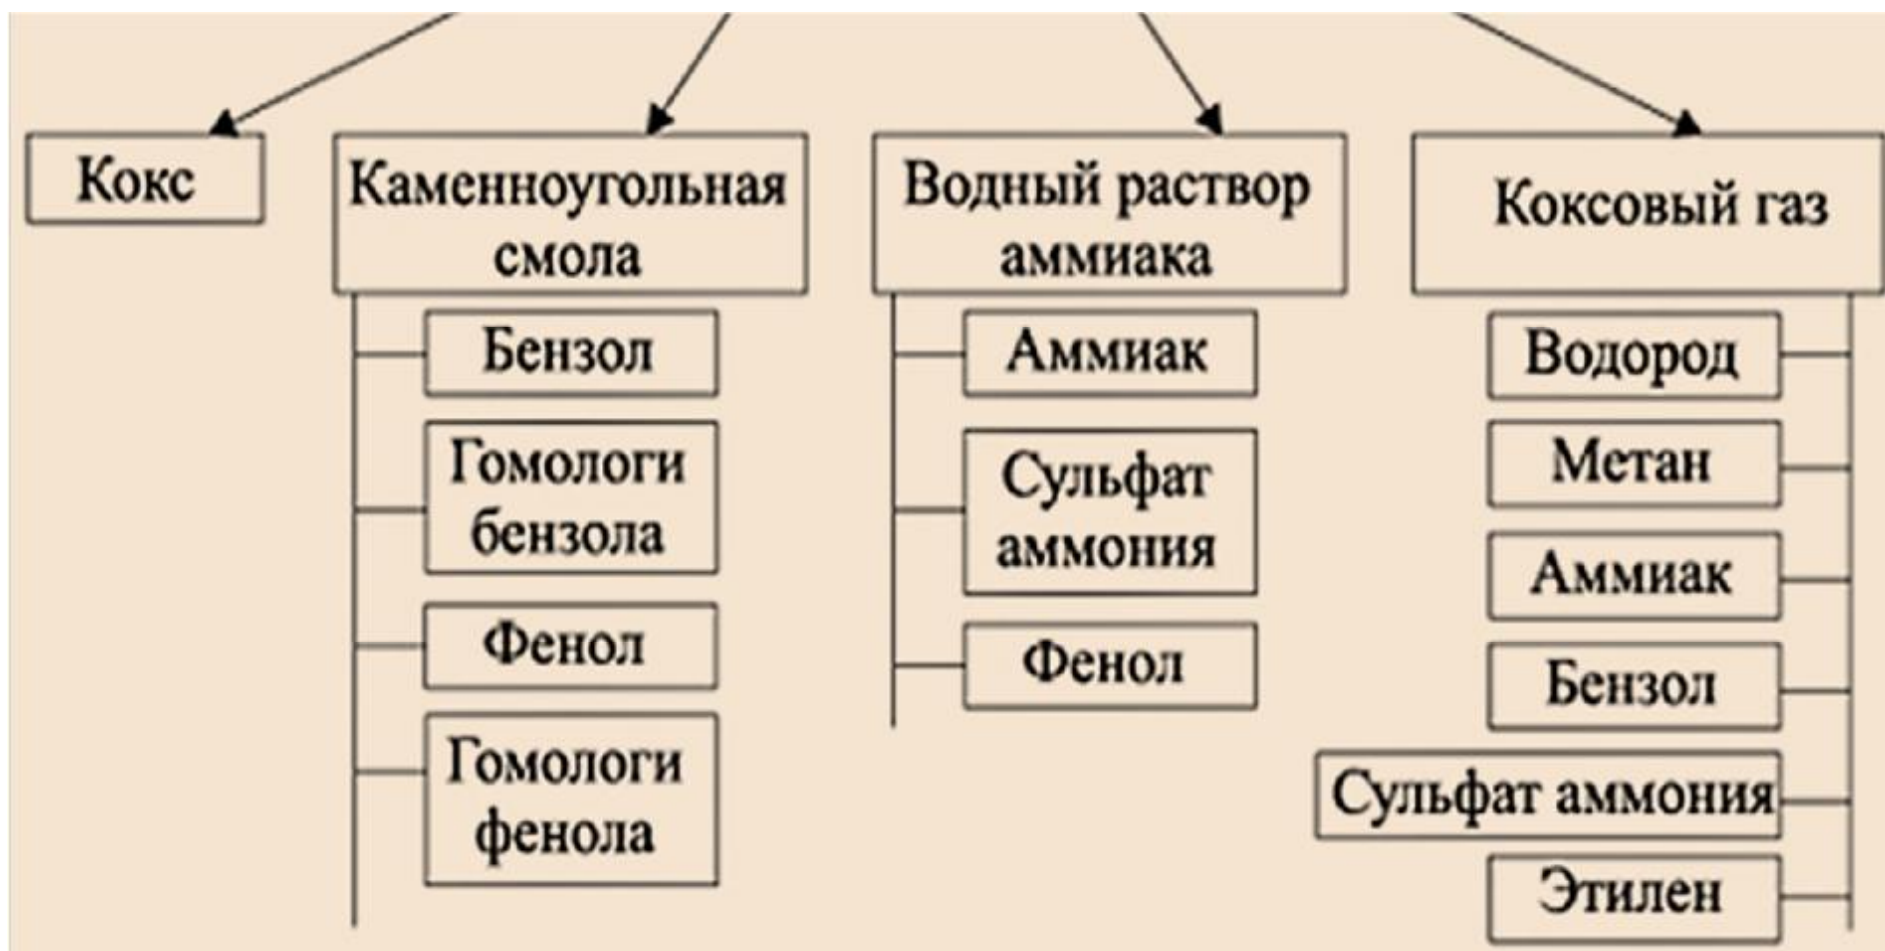 Кокс
Каменноугольная
смола
Бензол
Гомологи
бензола
Фенол
Гомологи
фенола
Водный раствор
аммиака
Аммиак
Сульфат
аммония
Фенол
Коксовый газ
Водород
Метан
Аммиак
Бензол
Сульфат аммония
Этилен